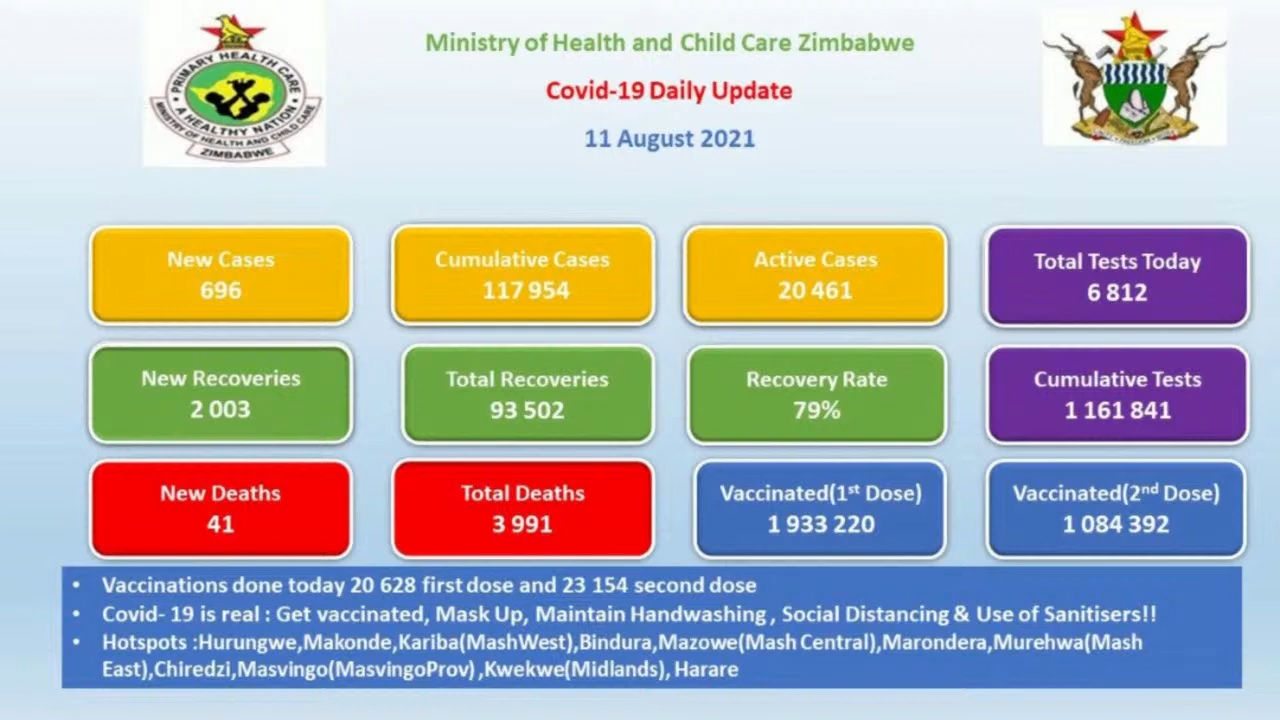 PRIMARY HEALTH CARE
A HEALTHY NATION
MINISTRY OF HEALTH AND CHILD CARE
ZIMBABWE
Ministry of Health and Child Care Zimbabwe
Covid-19 Daily Update
11 August 2021
New Cases
696
Cumulative Cases
117 954
Active Cases
20 461
Total Tests Today
6 812
New Recoveries
2 003
Total Recoveries
93 502
Recovery Rate
79%
Cumulative Tests
1 161 841
New Deaths
41
Total Deaths
3 991
Vaccinated(1st Dose)
1 933 220
Vaccinated(2nd Dose)
1 084 392
• Vaccinations done today 20 628 first dose and 23 154 second dose
• Covid- 19 is real : Get vaccinated, Mask Up, Maintain Handwashing , Social Distancing & Use of Sanitisers!!
• Hotspots :Hurungwe,Makonde,Kariba(MashWest),Bindura,Mazowe(Mash Central),Marondera,Murehwa(Mash
East),Chiredzi,Masvingo(MasvingoProv) ,Kwekwe(Midlands), Harare